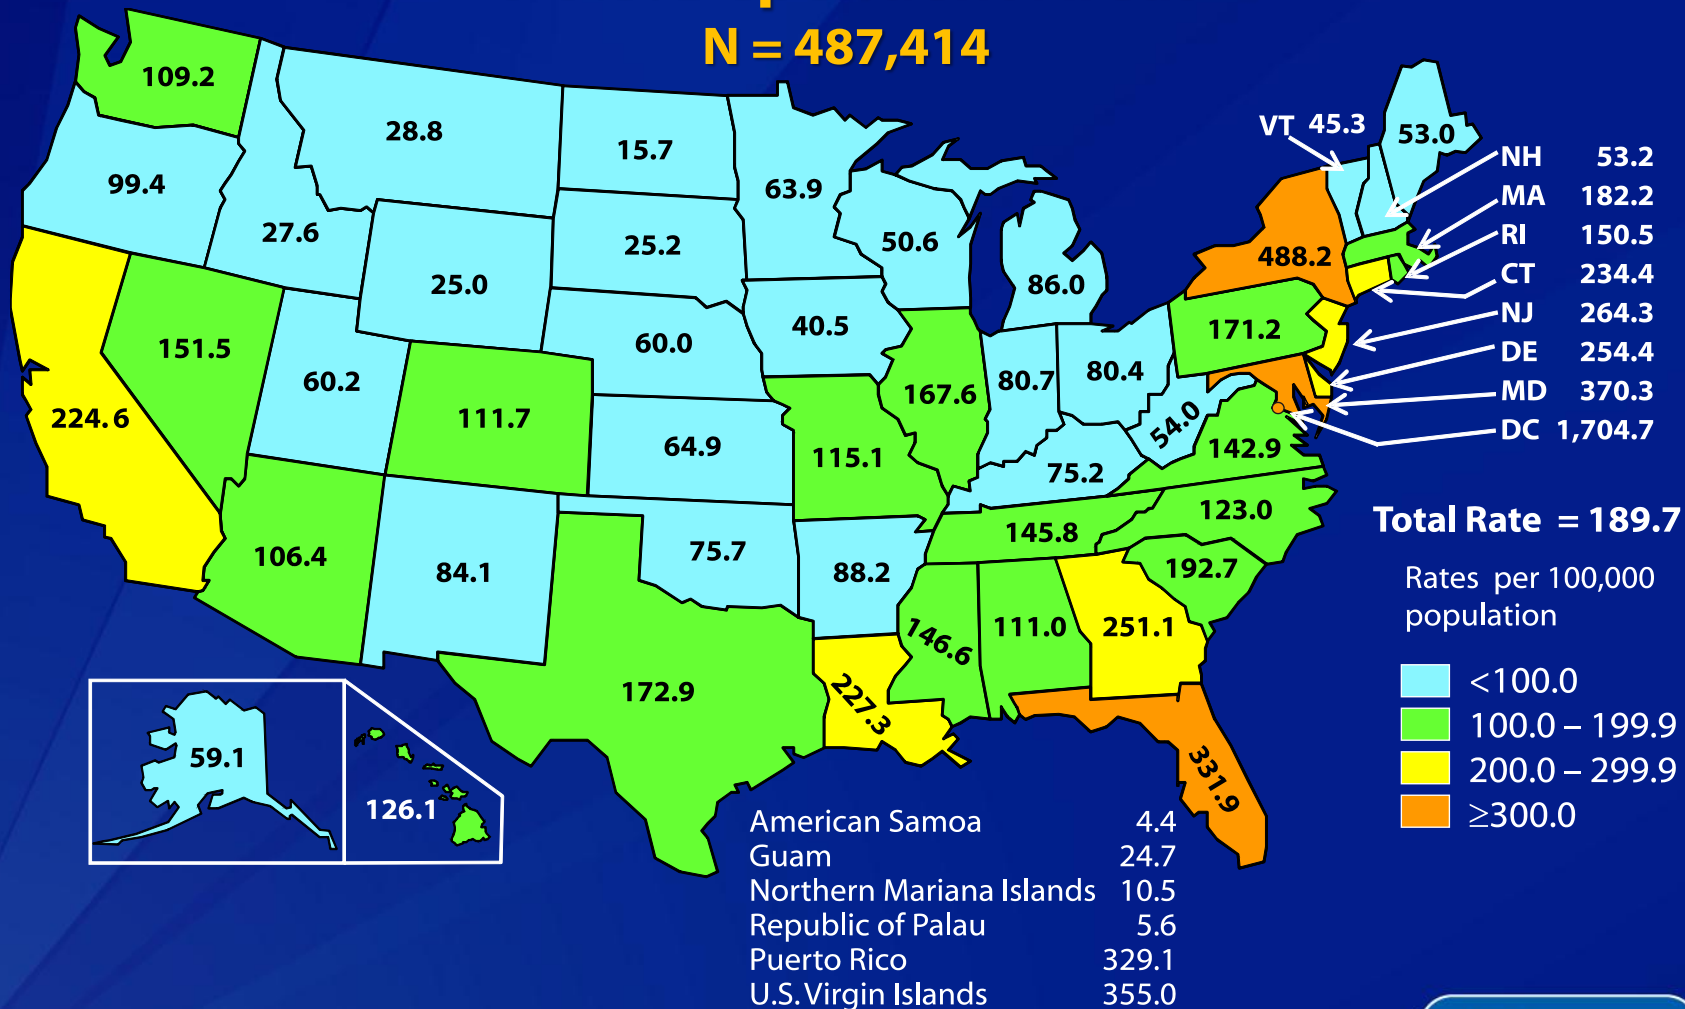 N = 487,414
109.2
28.8
15.7
63.9
VT 45.3
53.0
NH 53.2
MA 182.2
RI 150.5
CT 234.4
NJ 264.3
DE 254.4
MD 370.3
DC 1,704.7
99.4
27.6
25.0
25.2
50.6
86.0
488.2
151.5
60.2
60.0
40.5
171.2
224.6
111.7
64.9
115.1
167.6
80.7
80.4
54.0
142.9
75.2
123.0
145.8
106.4
84.1
75.7
88.2
192.7
146.6
111.0
251.1
172.9
227.3
331.9
59.1
126.1
Total Rate = 189.7
Rates per 100,000
population
<100.0
100.0 – 199.9
200.0 – 299.9
≥300.0
American Samoa 4.4
Guam 24.7
Northern Mariana Islands 10.5
Republic of Palau 5.6
Puerto Rico 329.1
U.S. Virgin Islands 355.0